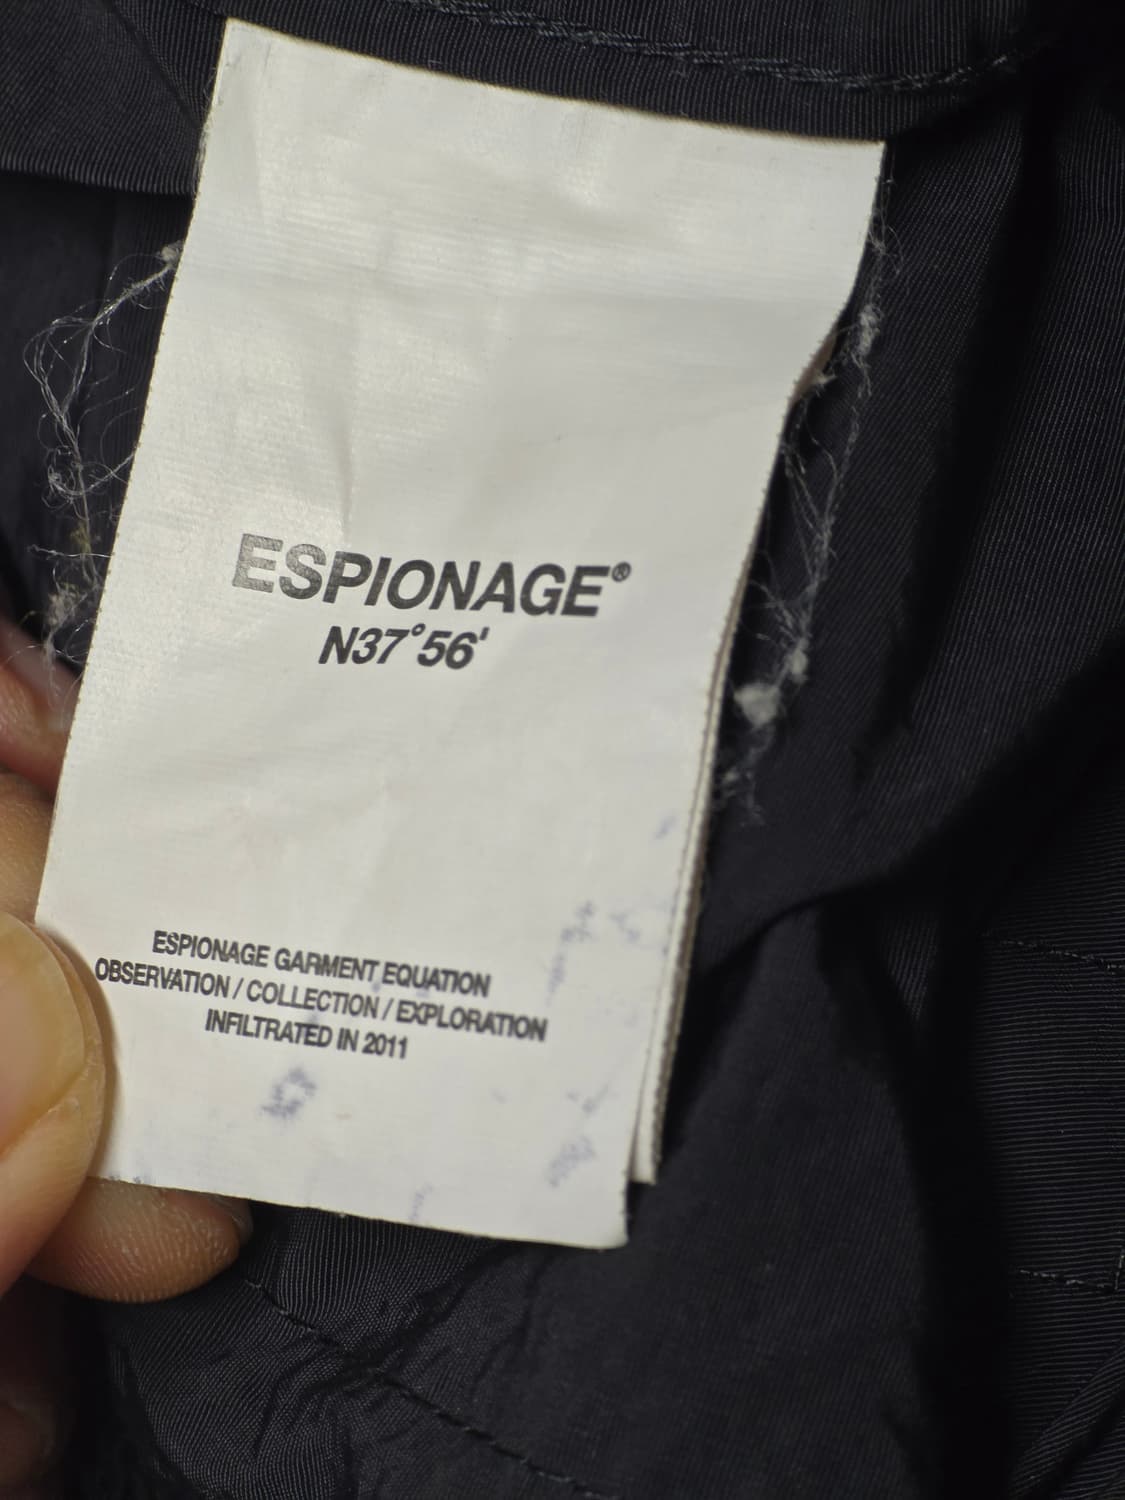 ESPIONAGE®
N37°56'
ESPIONAGE GARMENT EQUATION
OBSERVATION / COLLECTION / EXPLORATION
INFILTRATED IN 2011